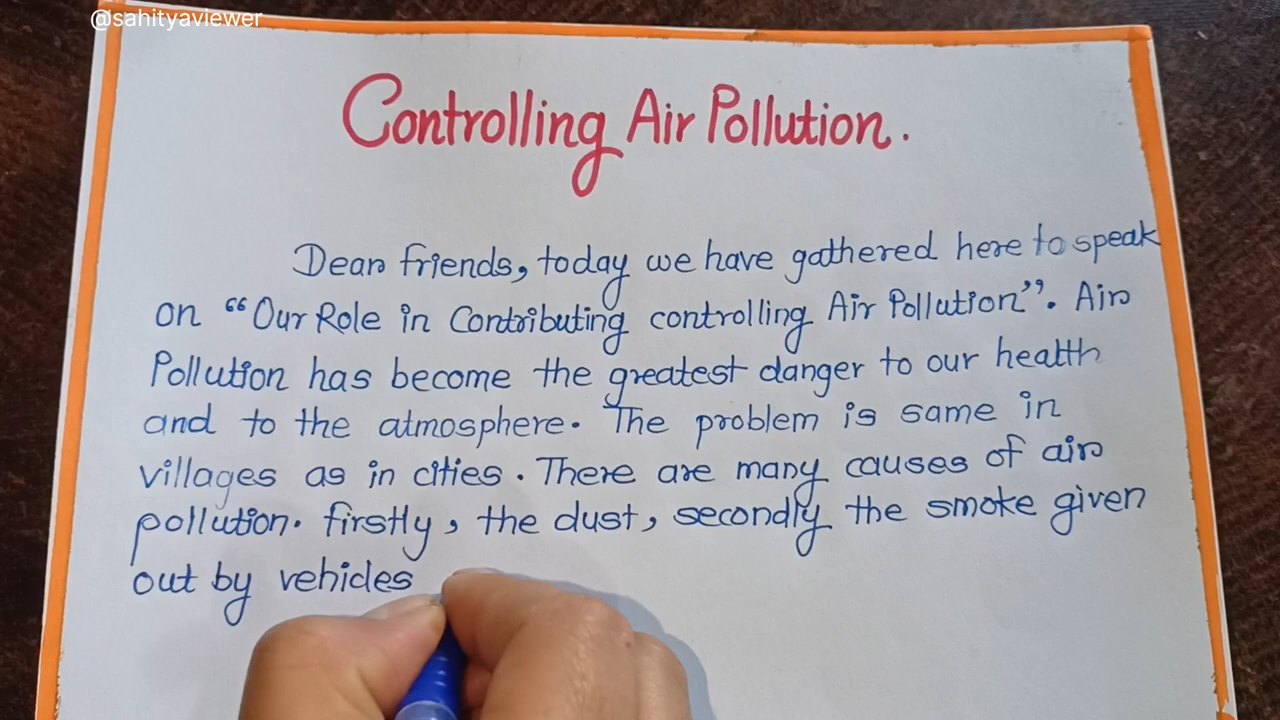 @sahityaviewer
Controlling Air Pollution.
Dear friends, today we have gathered here to speak
on “Our Role in Contributing controlling Air Pollution”. Air
Pollution has become the greatest danger to our health
and to the atmosphere. The problem is same in
villages as in cities. There are many causes of air
pollution. firstly, the dust, secondly the smoke given
out by vehicles